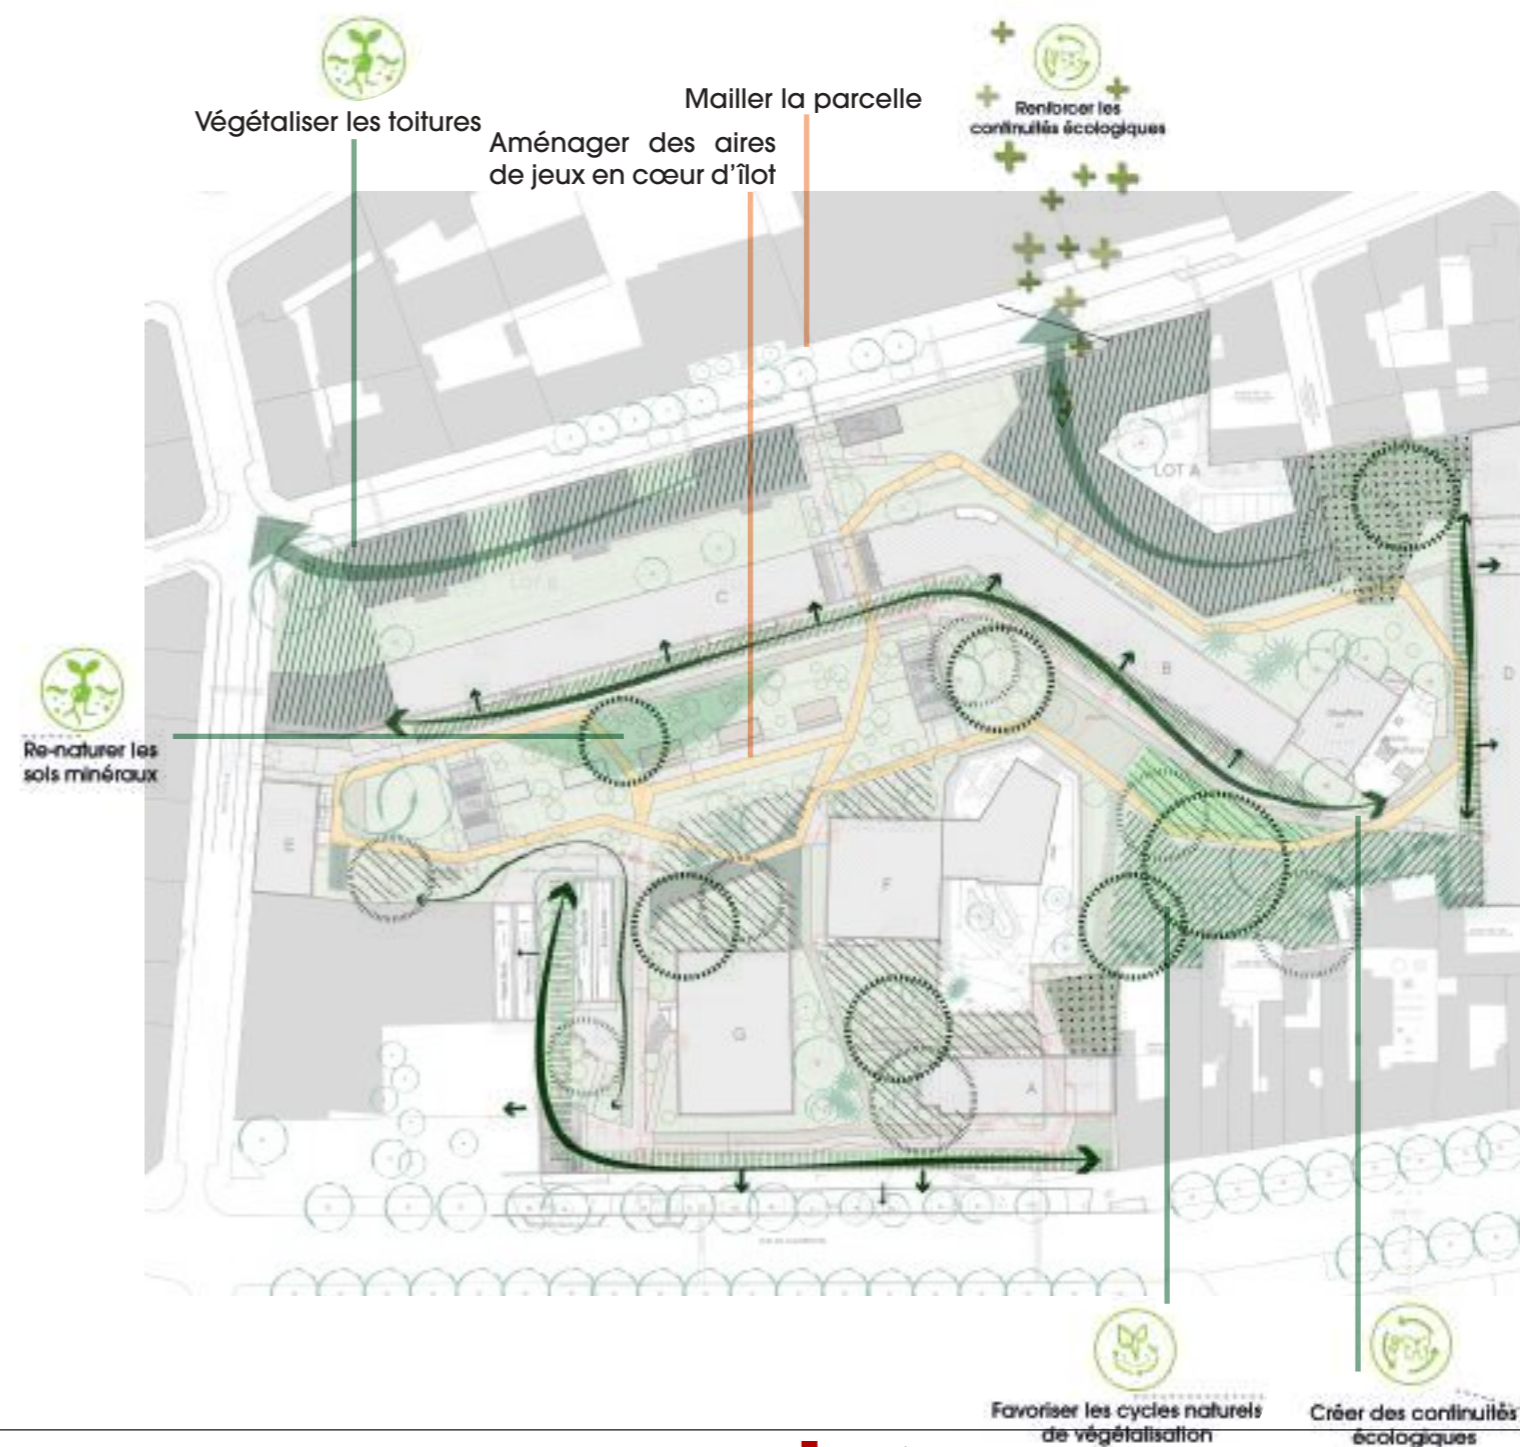 Végétaliser les toitures
Mailler la parcelle
Aménager des aires
de jeux en cœur d'îlot
Renforcer les
continuités écologiques
LOT A
LOT B
C
B
D
Re-naturer les
sols minéraux
E
F
G
A
Favoriser les cycles naturels
de végétalisation
Créer des continuités
écologiques